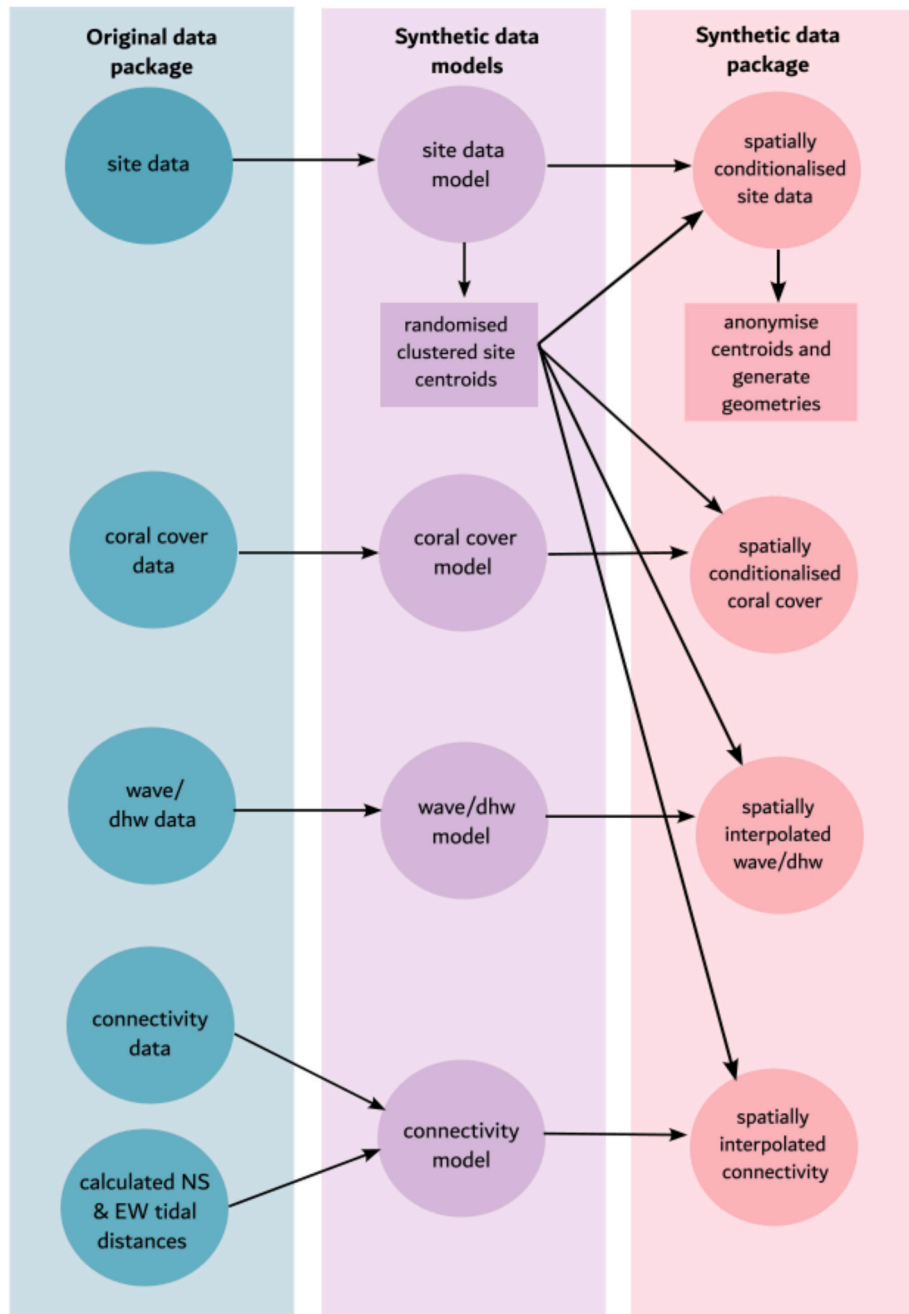 Original data
package
Synthetic data
models
Synthetic data
package
site data
site data
model
spatially
conditionalised
site data
randomised
clustered site
centroids
anonymise
centroids and
generate
geometries
coral cover
data
coral cover
model
spatially
conditionalised
coral cover
wave/
dhw data
wave/dhw
model
spatially
interpolated
wave/dhw
connectivity
data
connectivity
model
spatially
interpolated
connectivity
calculated NS
& EW tidal
distances